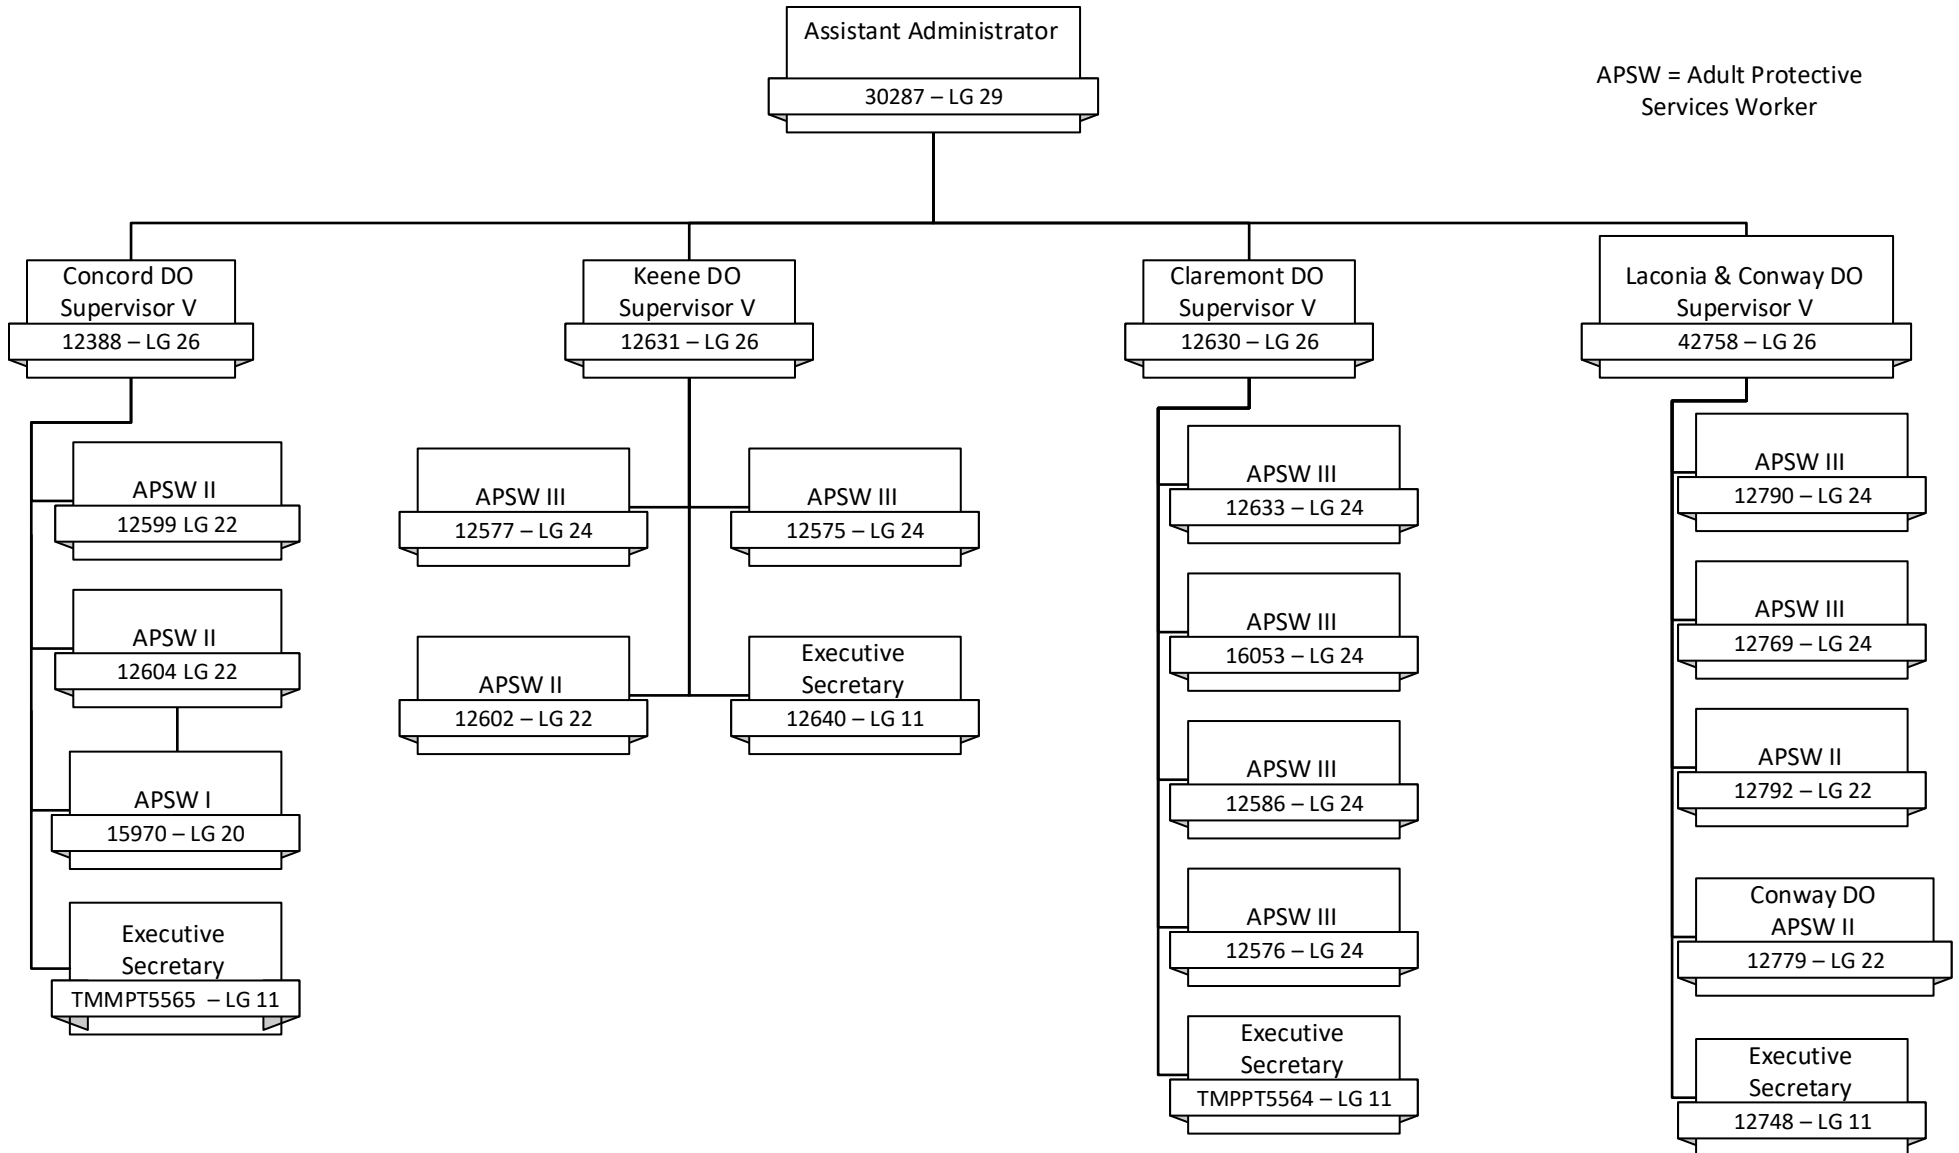 Assistant Administrator
30287 – LG 29
APSW = Adult Protective
Services Worker
Concord DO
Supervisor V
12388 – LG 26
APSW II
12599 LG 22
APSW II
12604 LG 22
APSW I
15970 – LG 20
Executive
Secretary
TMMPT5565 – LG 11
Keene DO
Supervisor V
12631 – LG 26
APSW III
12577 – LG 24
APSW III
12575 – LG 24
APSW II
12602 – LG 22
Executive
Secretary
12640 – LG 11
Claremont DO
Supervisor V
12630 – LG 26
APSW III
12633 – LG 24
APSW III
16053 – LG 24
APSW III
12586 – LG 24
APSW III
12576 – LG 24
Executive
Secretary
TMPPT5564 – LG 11
Laconia & Conway DO
Supervisor V
42758 – LG 26
APSW III
12790 – LG 24
APSW III
12769 – LG 24
APSW II
12792 – LG 22
Conway DO
APSW II
12779 – LG 22
Executive
Secretary
12748 – LG 11